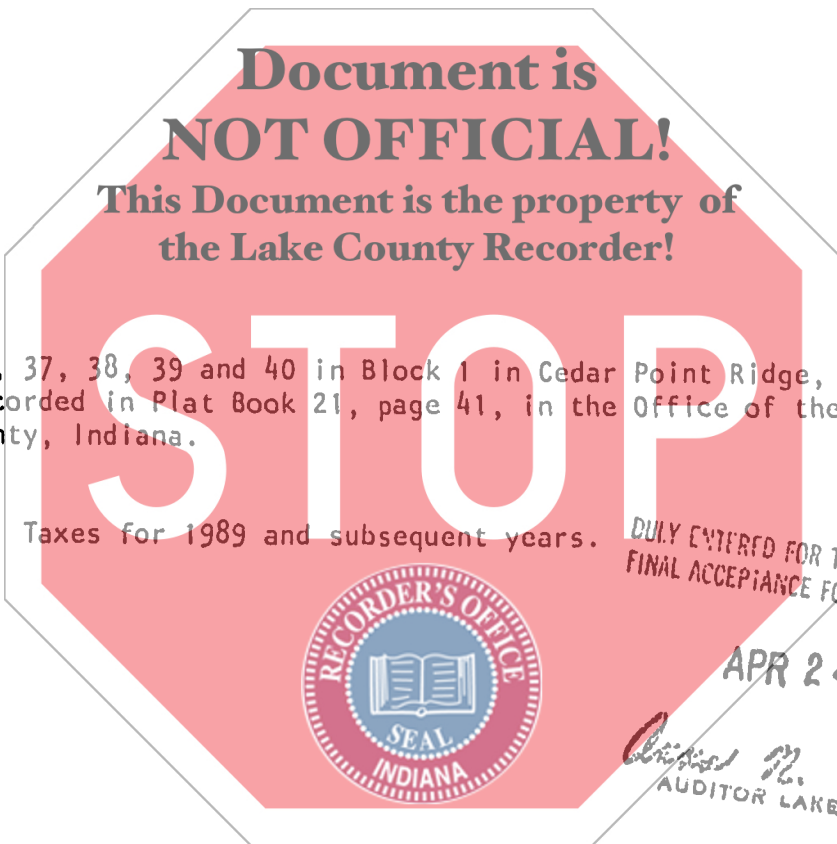 Document is
NOT OFFICIAL!
This Document is the property of
the Lake County Recorder!
STOP
37, 38, 39 and 40 in Block 1 in Cedar Point Ridge,
corded in Plat Book 21, page 41, in the Office of the
nty, Indiana.
Taxes for 1989 and subsequent years.
DULY ENTERED FOR T
FINAL ACCEPTANCE FO
RECORDER'S OFFICE
SEAL
INDIANA
APR 2
AUDITOR LAKE